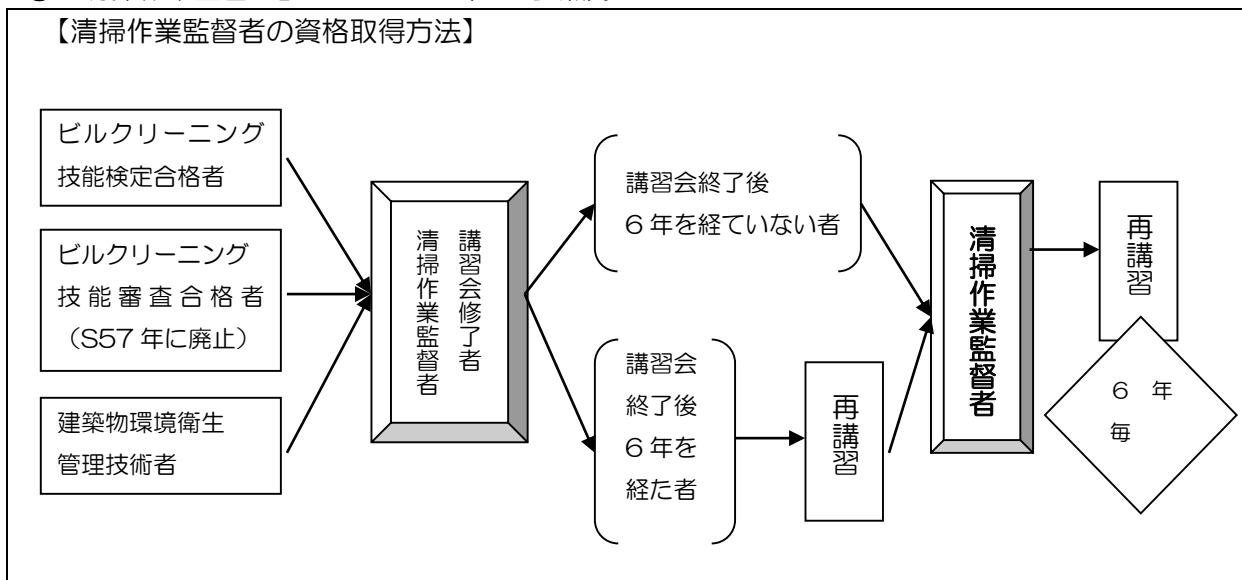 【清掃作業監督者の資格取得方法】
ビルクリーニング
技能検定合格者
ビルクリーニング
技能審査合格者
（S57年に廃止）
建築物環境衛生
管理技術者
講習会修了者
清掃作業監督者
講習会終了後
６年を経ていない者
講習会
終了後
６年を
経た者
再講習
清掃作業監督者
再講習
６年
毎